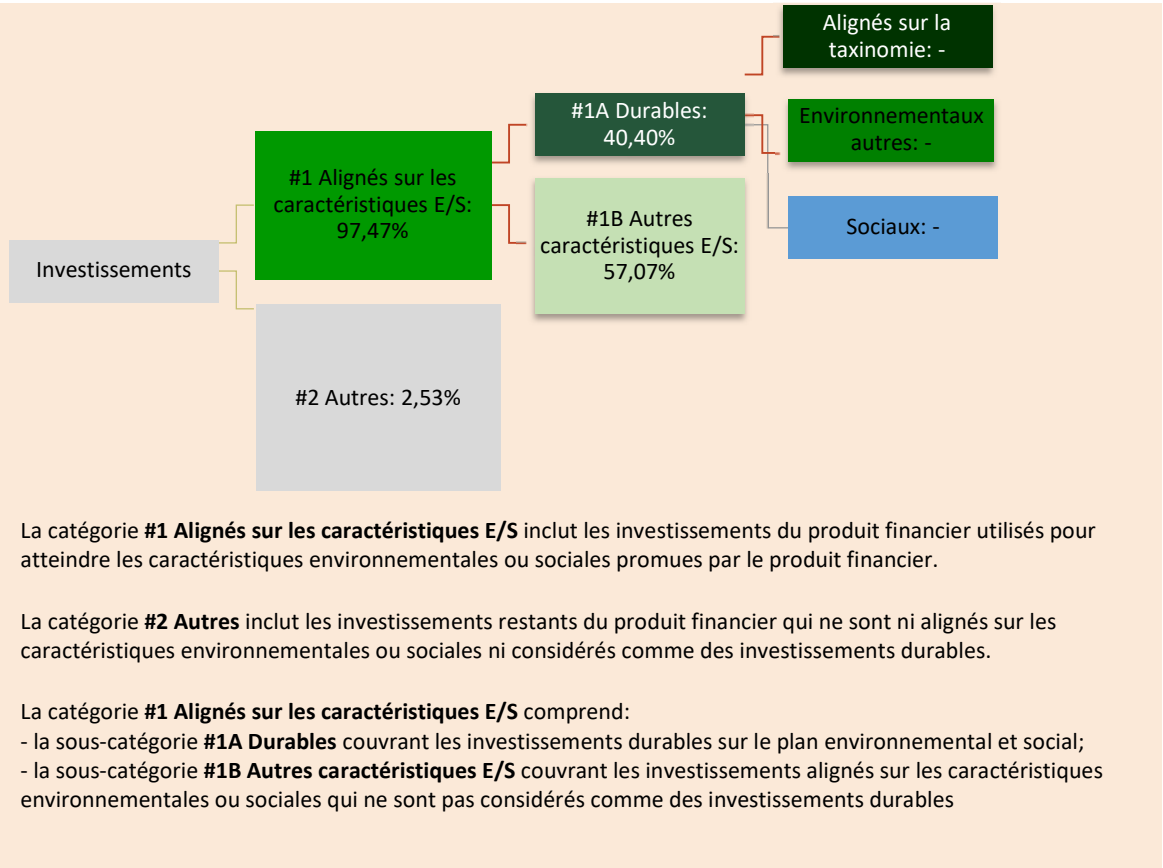 Alignés sur la
taxinomie: -
#1A Durables:
40,40%
Environnementaux
autres: -
#1 Alignés sur les
caractéristiques E/S:
97,47%
#1B Autres
caractéristiques E/S:
57,07%
Sociaux: -
Investissements
#2 Autres: 2,53%
La catégorie #1 Alignés sur les caractéristiques E/S inclut les investissements du produit financier utilisés pour
atteindre les caractéristiques environnementales ou sociales promues par le produit financier.
La catégorie #2 Autres inclut les investissements restants du produit financier qui ne sont ni alignés sur les
caractéristiques environnementales ou sociales ni considérés comme des investissements durables.
La catégorie #1 Alignés sur les caractéristiques E/S comprend:
- la sous-catégorie #1A Durables couvrant les investissements durables sur le plan environnemental et social;
- la sous-catégorie #1B Autres caractéristiques E/S couvrant les investissements alignés sur les caractéristiques
environnementales ou sociales qui ne sont pas considérés comme des investissements durables